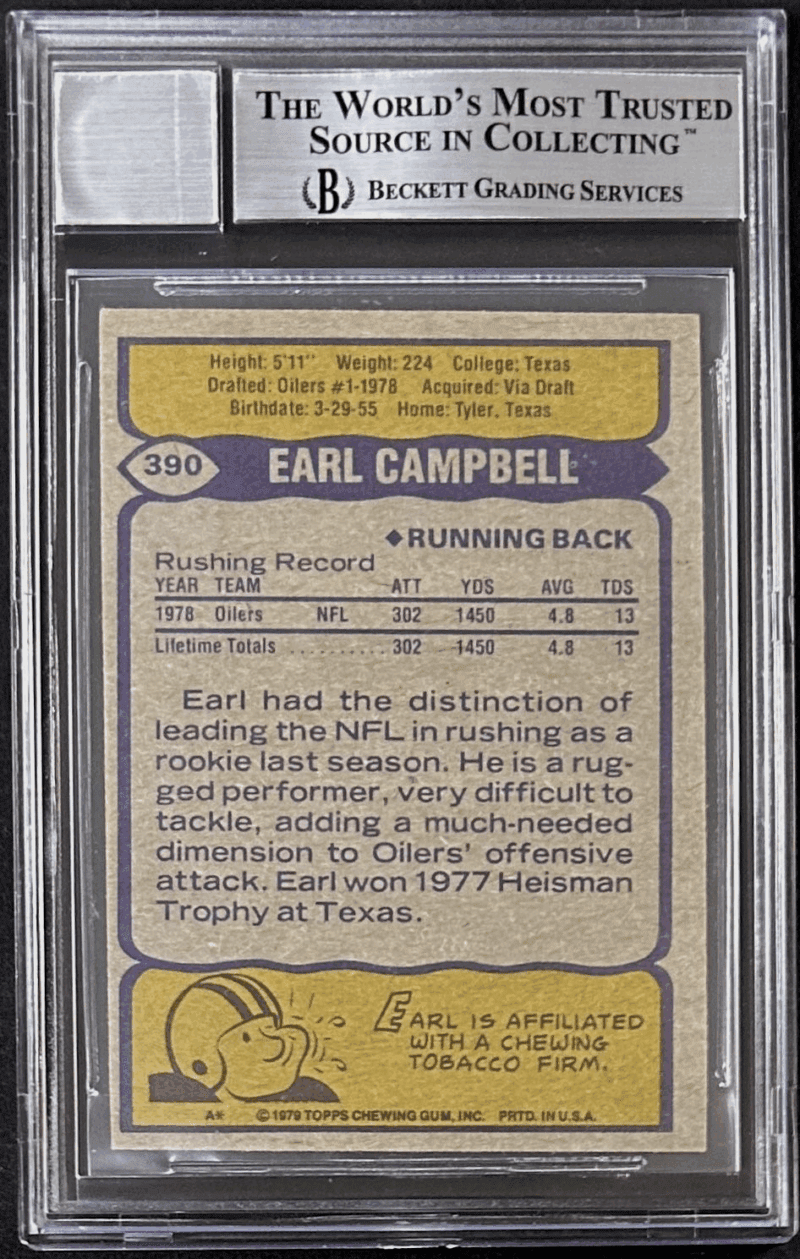 THE WORLD'S MOST TRUSTED
SOURCE IN COLLECTING™
(B) BECKETT GRADING SERVICES
Height: 5'11" Weight: 224 College: Texas
Drafted: Oilers #1-1978 Acquired: Via Draft
Birthdate: 3-29-55 Home: Tyler, Texas
390 EARL CAMPBELL
◆RUNNING BACK
Rushing Record
YEAR TEAM ATT YDS AVG TDS
1978 Oilers NFL 302 1450 4.8 13
Lifetime Totals .......... 302 1450 4.8 13
Earl had the distinction of
leading the NFL in rushing as a
rookie last season. He is a rug-
ged performer, very difficult to
tackle, adding a much-needed
dimension to Oilers' offensive
attack. Earl won 1977 Heisman
Trophy at Texas.
EARL IS AFFILIATED
WITH A CHEWING
TOBACCO FIRM.
A* © 1979 TOPPS CHEWING GUM, INC. PRTD. IN U.S.A.